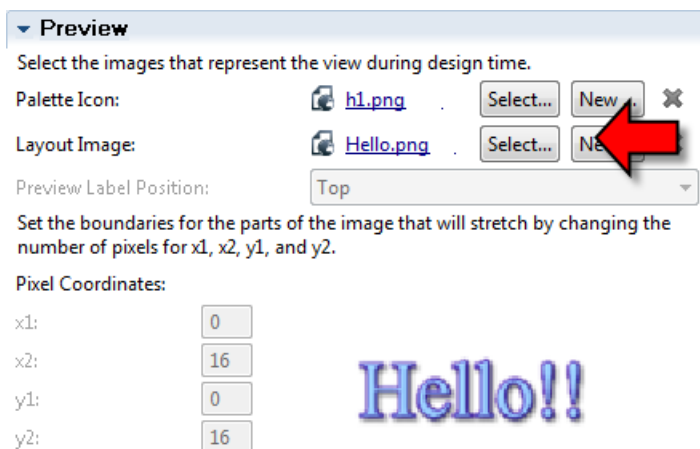 Preview
Select the images that represent the view during design time.
Palette Icon: h1.png . Select... New...
Layout Image: Hello.png . Select...
Preview Label Position: Top
Set the boundaries for the parts of the image that will stretch by changing the
number of pixels for x1, x2, y1, and y2.
Pixel Coordinates:
x1: 0
x2: 16
y1: 0
y2: 16
Hello!!